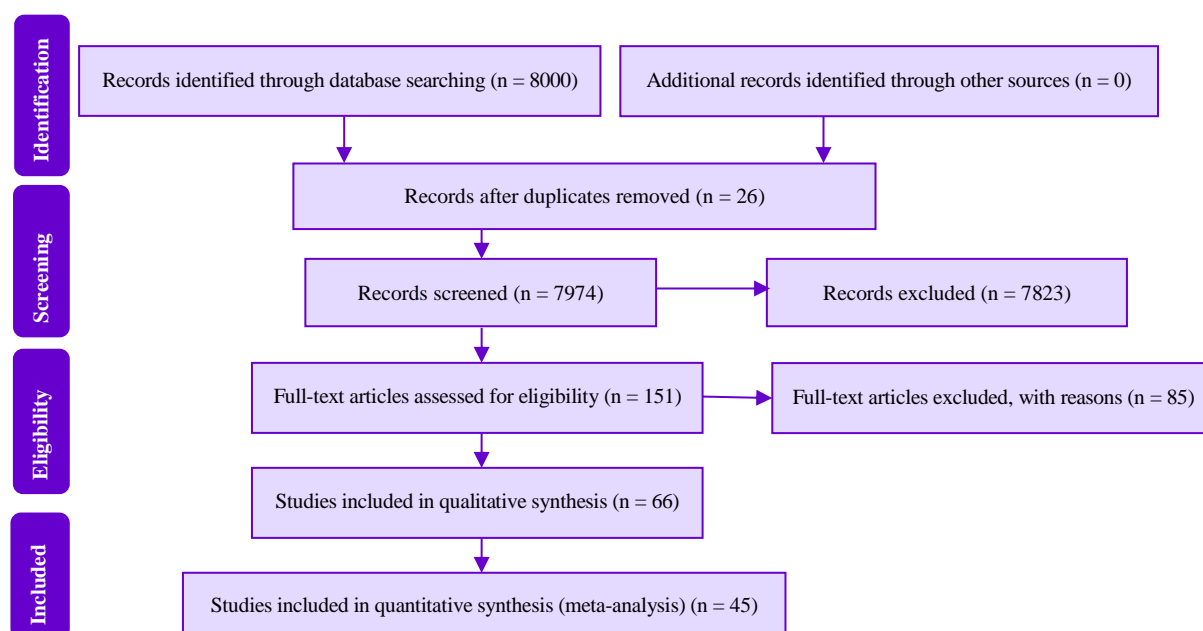 Identification
Records identified through database searching (n = 8000)
Additional records identified through other sources (n = 0)
Records after duplicates removed (n = 26)
Screening
Records screened (n = 7974)
Records excluded (n = 7823)
Eligibility
Full-text articles assessed for eligibility (n = 151)
Full-text articles excluded, with reasons (n = 85)
Studies included in qualitative synthesis (n = 66)
Included
Studies included in quantitative synthesis (meta-analysis) (n = 45)